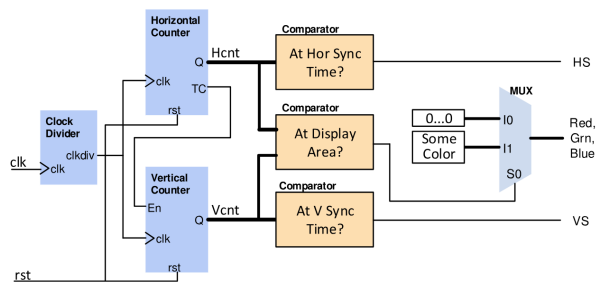 Horizontal
Counter
Q
Hcnt
clk
TC
rst
Comparator
At Hor Sync
Time?
HS
Clock
Divider
clkdiv
clk
clk
Comparator
At Display
Area?
MUX
0...0
I0
Some
Color
I1
S0
Red,
Grn,
Blue
Vertical
Counter
En
Q
Vcnt
clk
rst
Comparator
At V Sync
Time?
VS
rst